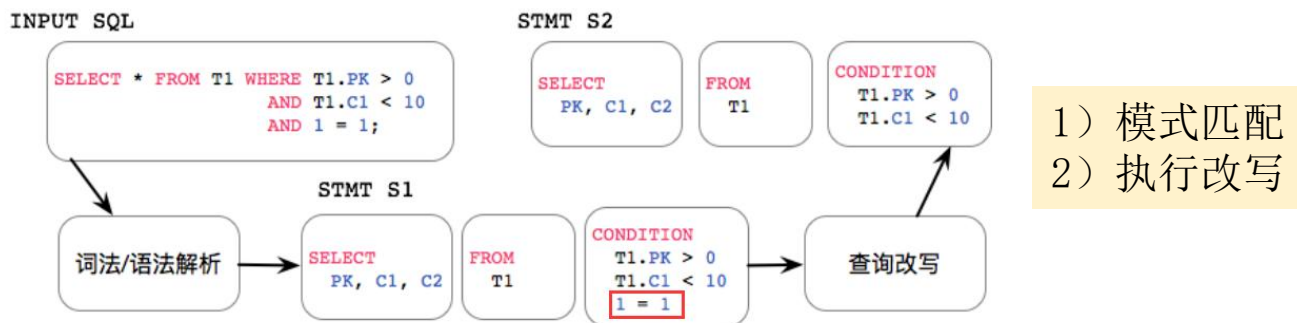 INPUT SQL
SELECT * FROM T1 WHERE T1.PK > 0
AND T1.C1 < 10
AND 1 = 1;
STMT S2
SELECT
PK, C1, C2
FROM
T1
CONDITION
T1.PK > 0
T1.C1 < 10
1）模式匹配
2）执行改写
STMT S1
词法/语法解析
SELECT
PK, C1, C2
FROM
T1
CONDITION
T1.PK > 0
T1.C1 < 10
1 = 1
查询改写